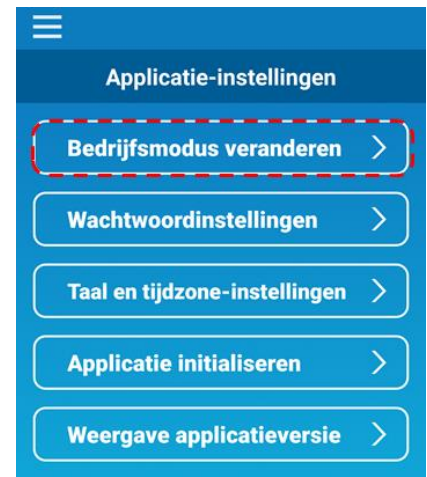 Applicatie-instellingen
Bedrijfsmodus veranderen
Wachtwoordinstellingen
Taal en tijdzone-instellingen
Applicatie initialiseren
Weergave applicatieversie